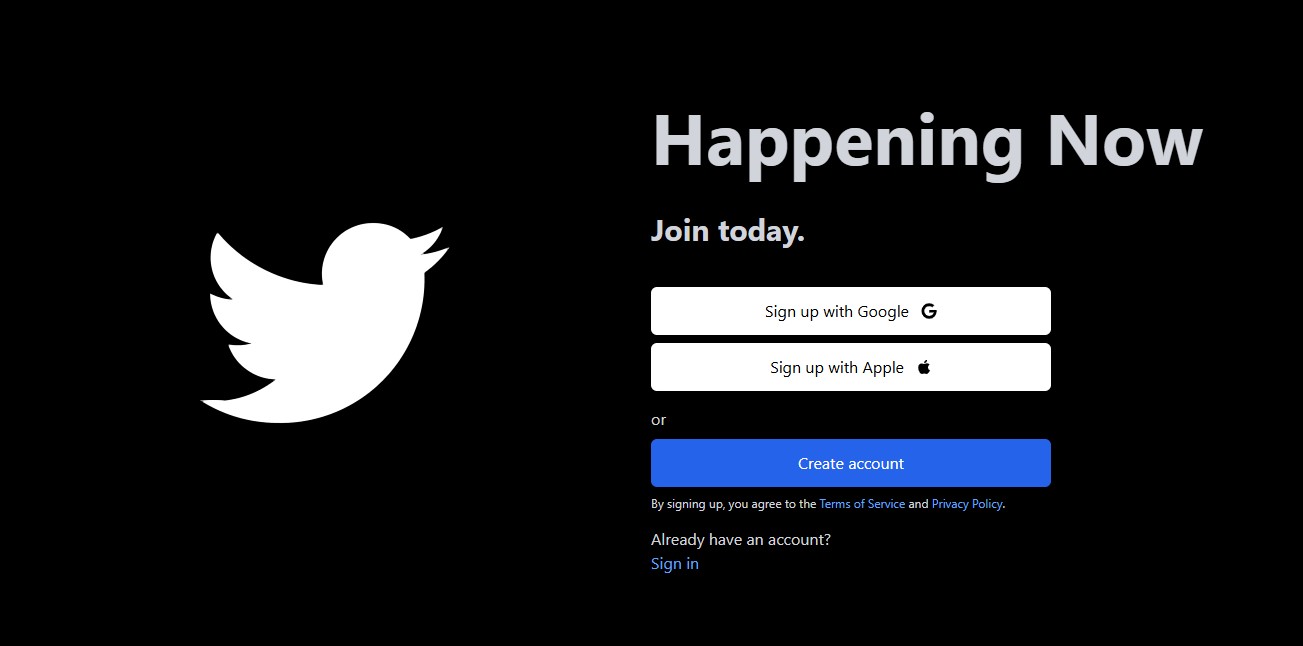 Happening Now
Join today.
Sign up with Google
Sign up with Apple
or
Create account
By signing up, you agree to the Terms of Service and Privacy Policy.
Already have an account?
Sign in